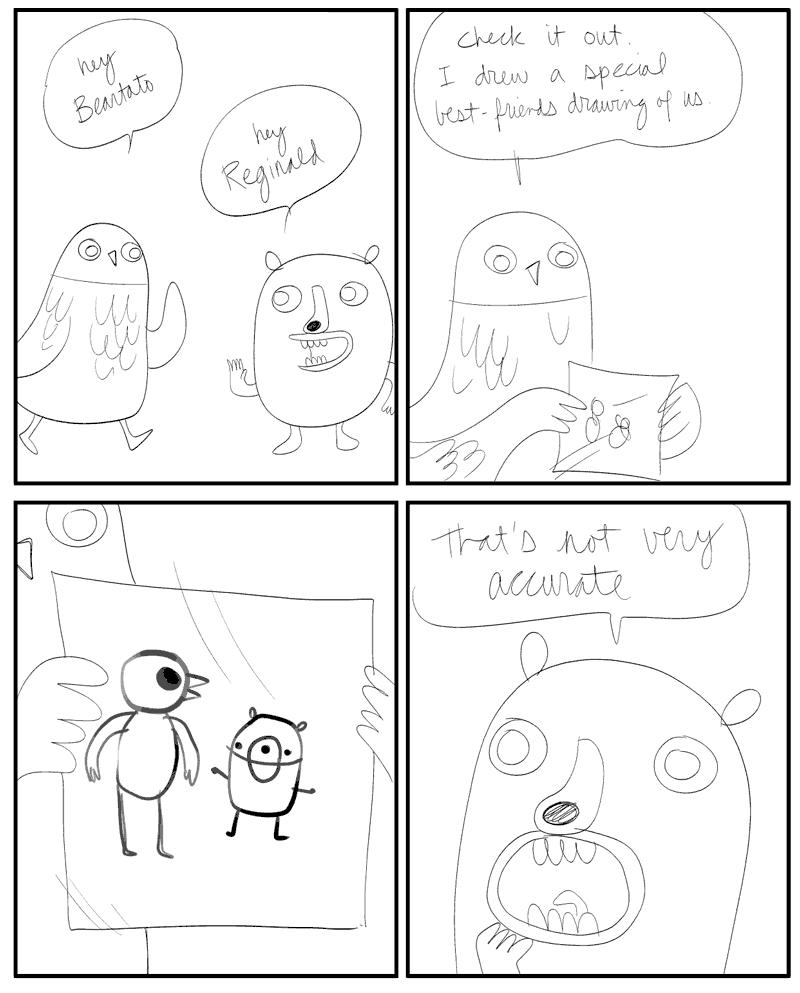 hey
Beartato
hey
Reginald
check it out.
I drew a special
best-friends drawing of us.
That's not very
accurate